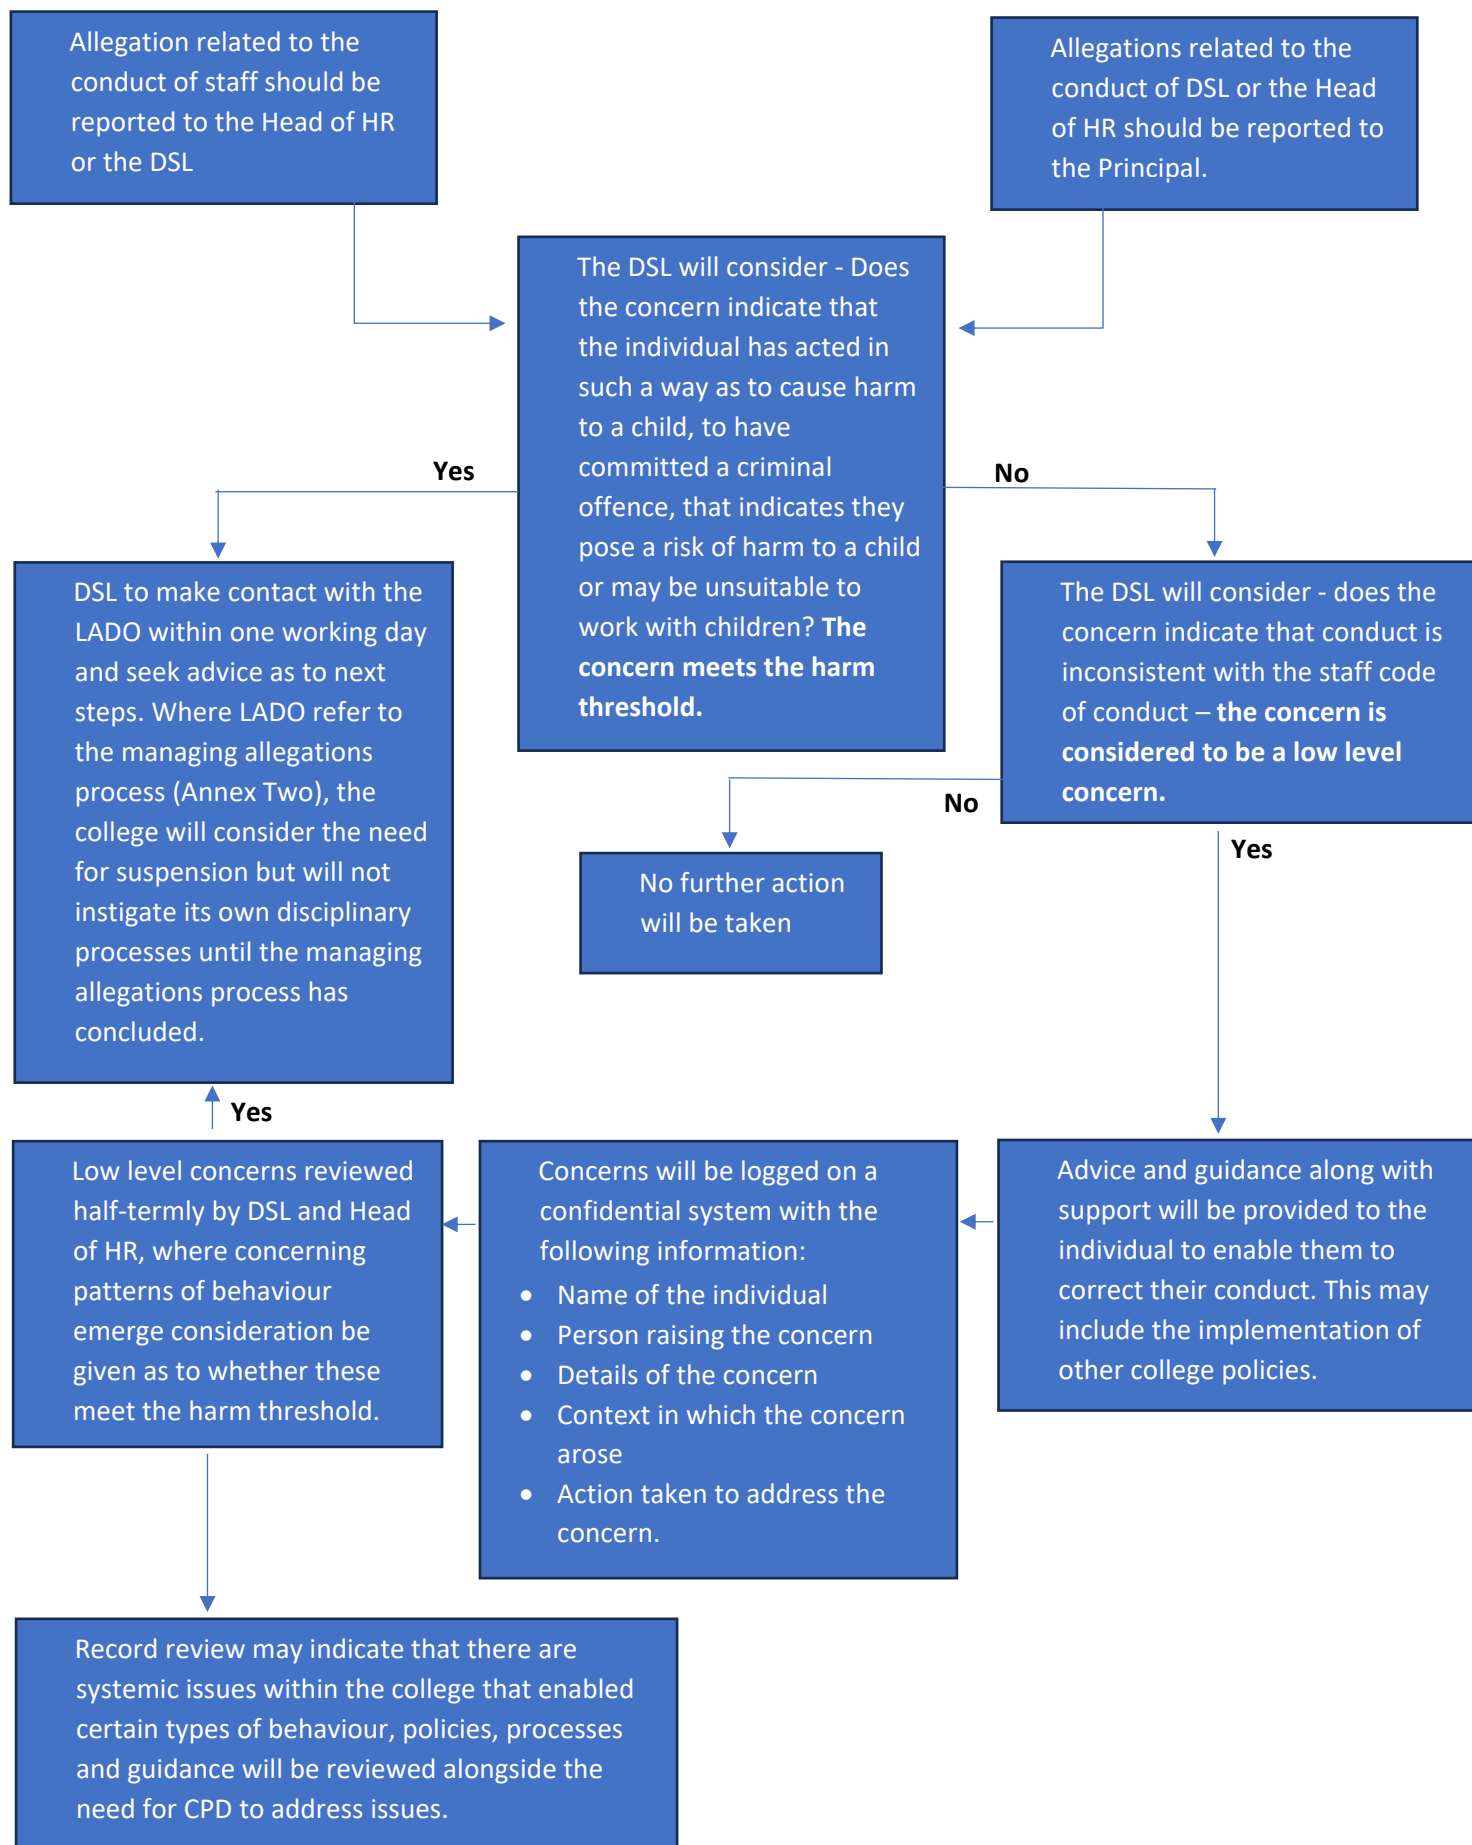 Allegation related to the
conduct of staff should be
reported to the Head of HR
or the DSL
Allegations related to the
conduct of DSL or the Head
of HR should be reported to
the Principal.
The DSL will consider - Does
the concern indicate that
the individual has acted in
such a way as to cause harm
to a child, to have
committed a criminal
offence, that indicates they
pose a risk of harm to a child
or may be unsuitable to
work with children? The
concern meets the harm
threshold.
Yes
No
DSL to make contact with the
LADO within one working day
and seek advice as to next
steps. Where LADO refer to
the managing allegations
process (Annex Two), the
college will consider the need
for suspension but will not
instigate its own disciplinary
processes until the managing
allegations process has
concluded.
The DSL will consider - does the
concern indicate that conduct is
inconsistent with the staff code
of conduct – the concern is
considered to be a low level
concern.
No
Yes
No further action
will be taken
Yes
Low level concerns reviewed
half-termly by DSL and Head
of HR, where concerning
patterns of behaviour
emerge consideration be
given as to whether these
meet the harm threshold.
Concerns will be logged on a
confidential system with the
following information:
• Name of the individual
• Person raising the concern
• Details of the concern
• Context in which the concern
arose
• Action taken to address the
concern.
Advice and guidance along with
support will be provided to the
individual to enable them to
correct their conduct. This may
include the implementation of
other college policies.
Record review may indicate that there are
systemic issues within the college that enabled
certain types of behaviour, policies, processes
and guidance will be reviewed alongside the
need for CPD to address issues.